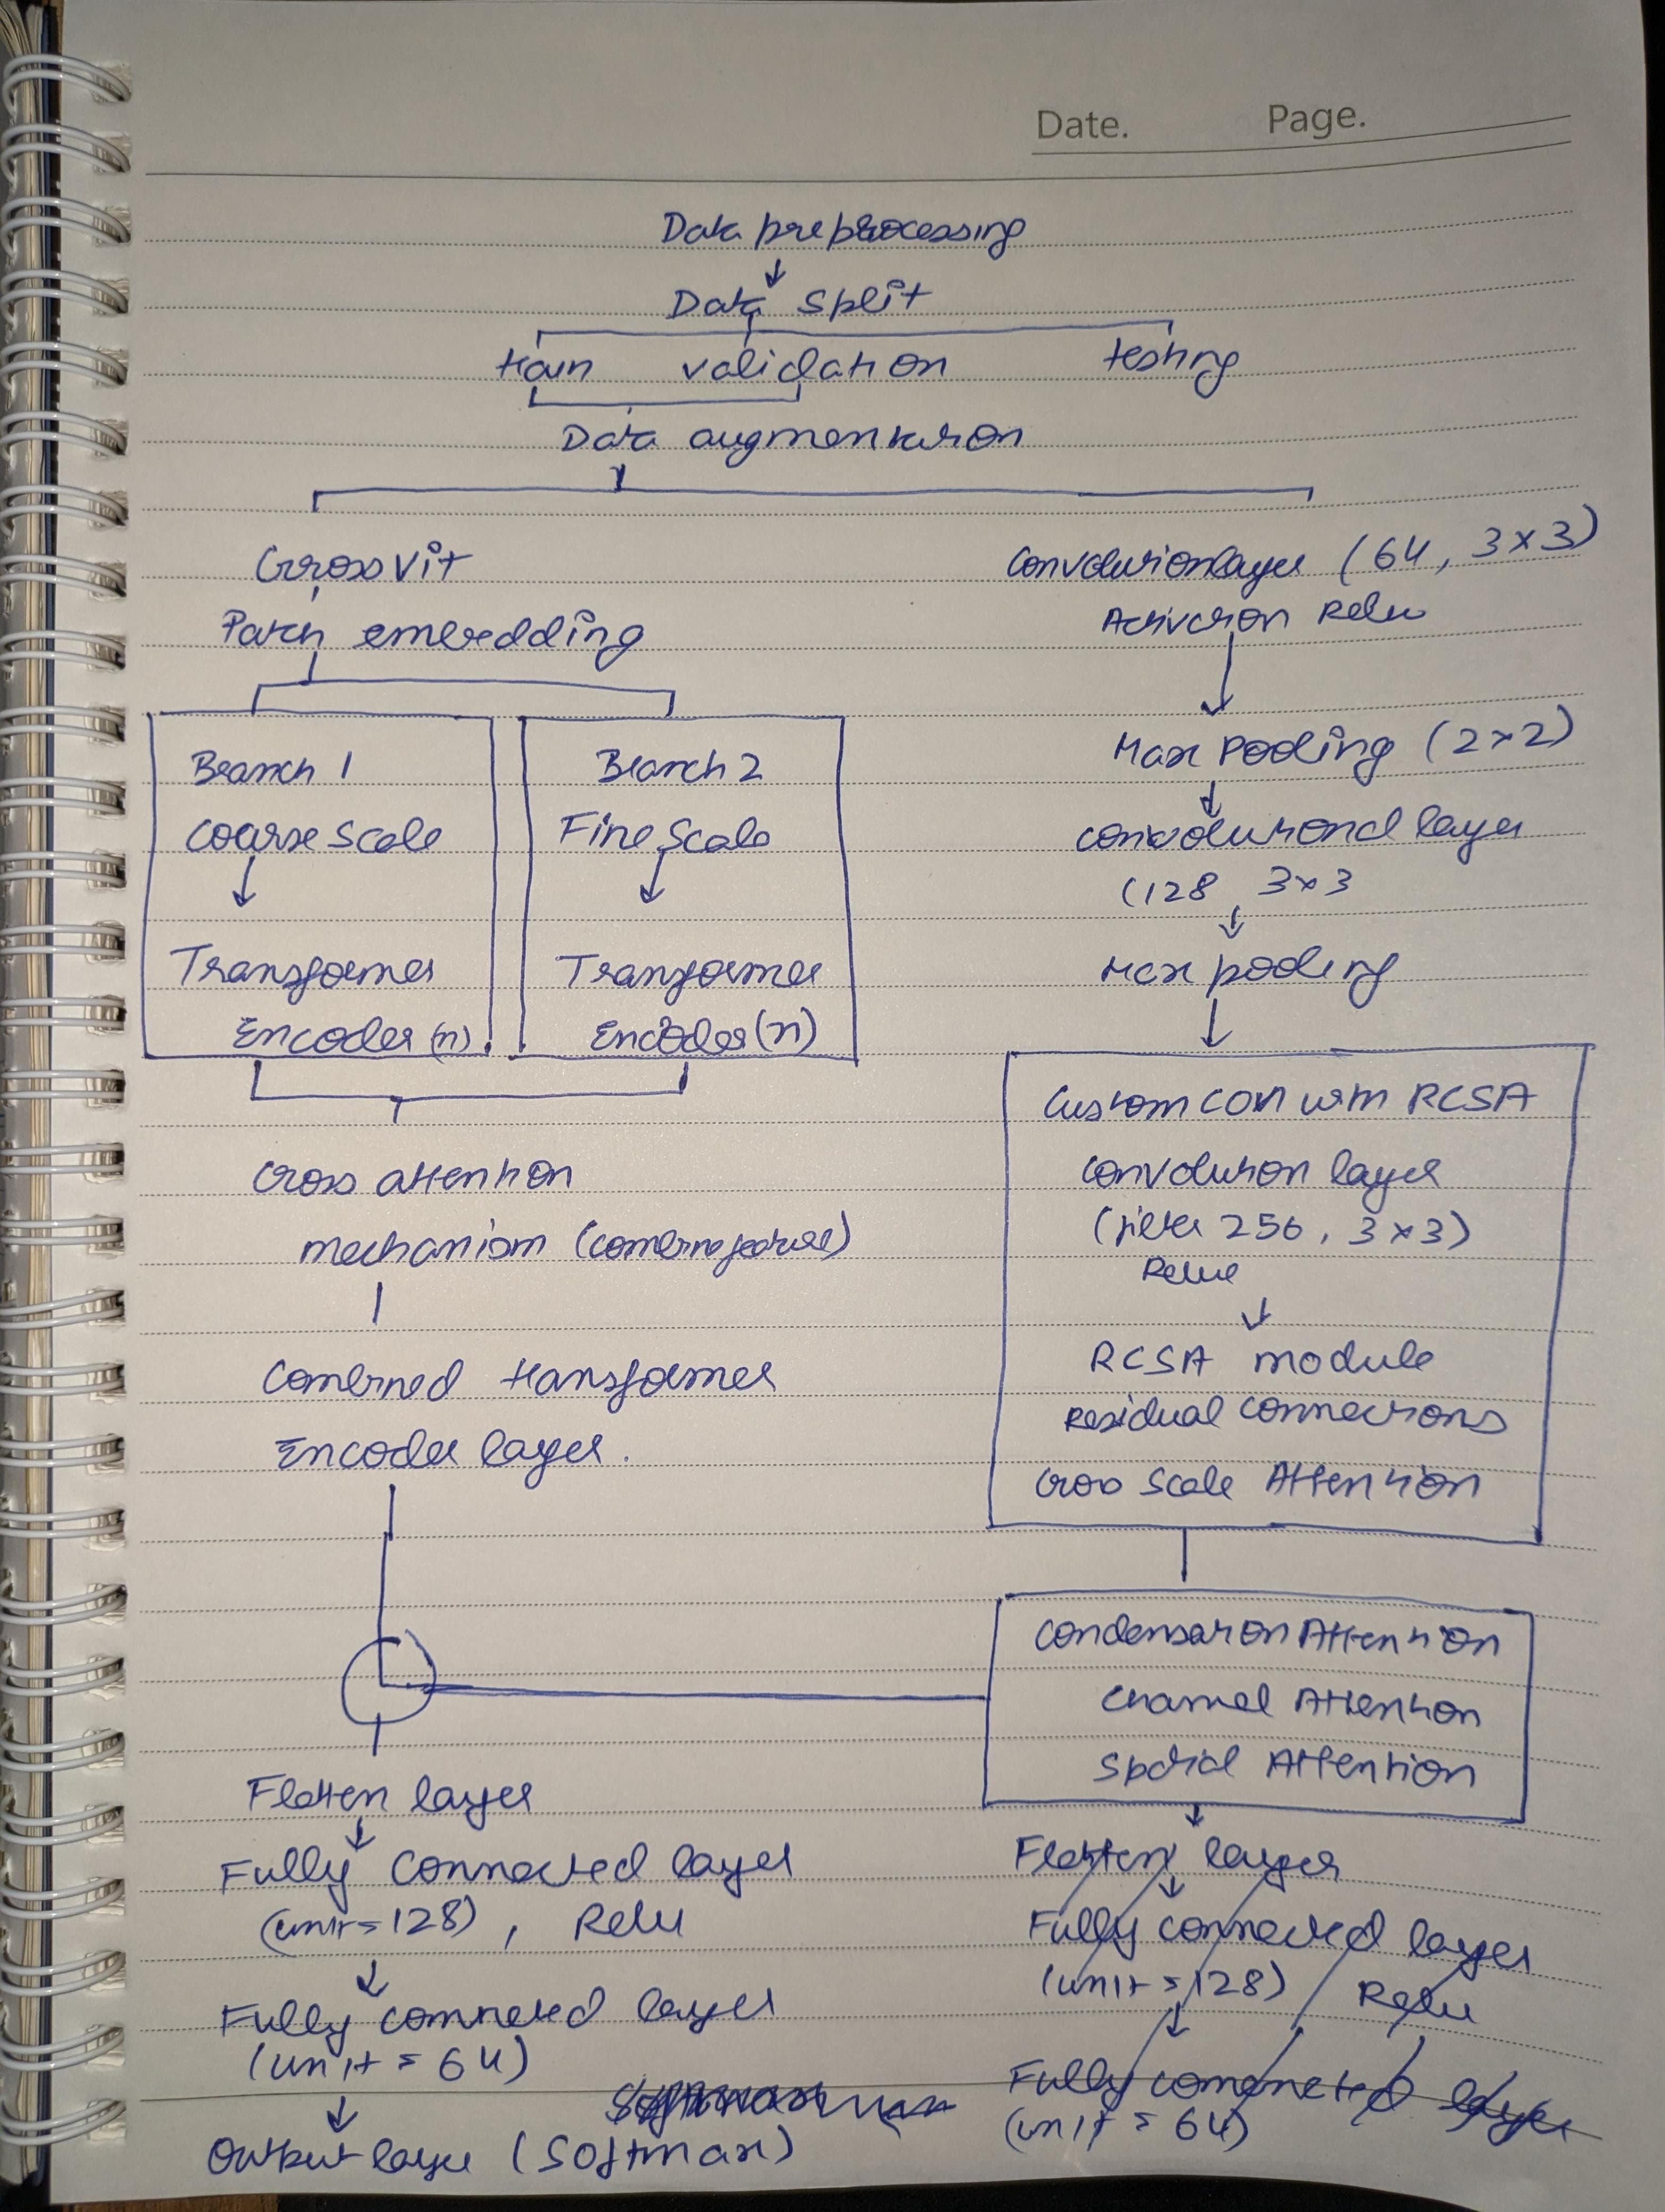 Date. Page.
Data preprocessing
Data split
train validation testing
Data augmentation
Cross Vit
Patch embedding
Branch 1
Coarse Scale
Transformer
Encoder (n).
Branch 2
Fine Scale
Transformer
Encoder (n)
Cross attention
mechanism (combine feature)
Combined transformer
Encoder layer.
Convolution layer (64, 3×3)
Activation Relu
Max Pooling (2×2)
convolutional layer
(128, 3×3
Max pooling
Custom CNN with RCSA
convolution layer
(filter 256, 3×3)
Relu
RCSA module
Residual connections
cross Scale Attention
Condensation Attention
Channel Attention
Spatial Attention
Flatten layer
Fully connected layer
(unit = 128), Relu
Fully connected layer
(unit = 64)
Output layer (Softmax)
Flatten layer
Fully connected layer
(unit = 128) Relu
Fully connected layer
(unit = 64)